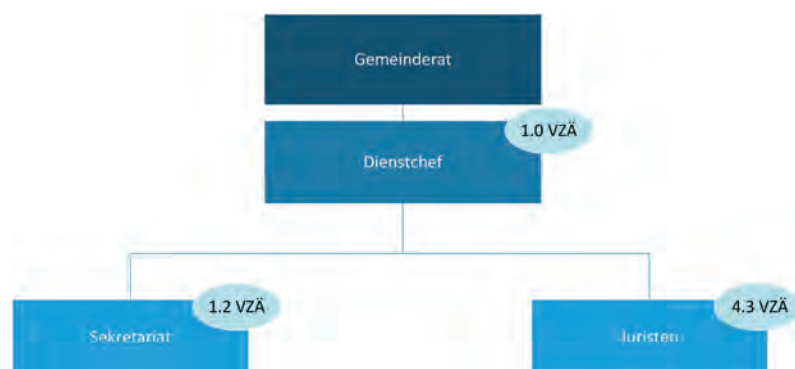 Gemeinderat
1.0 VZÄ
Dienstchef
1.2 VZÄ
4.3 VZÄ
Sekretariat
Juristen